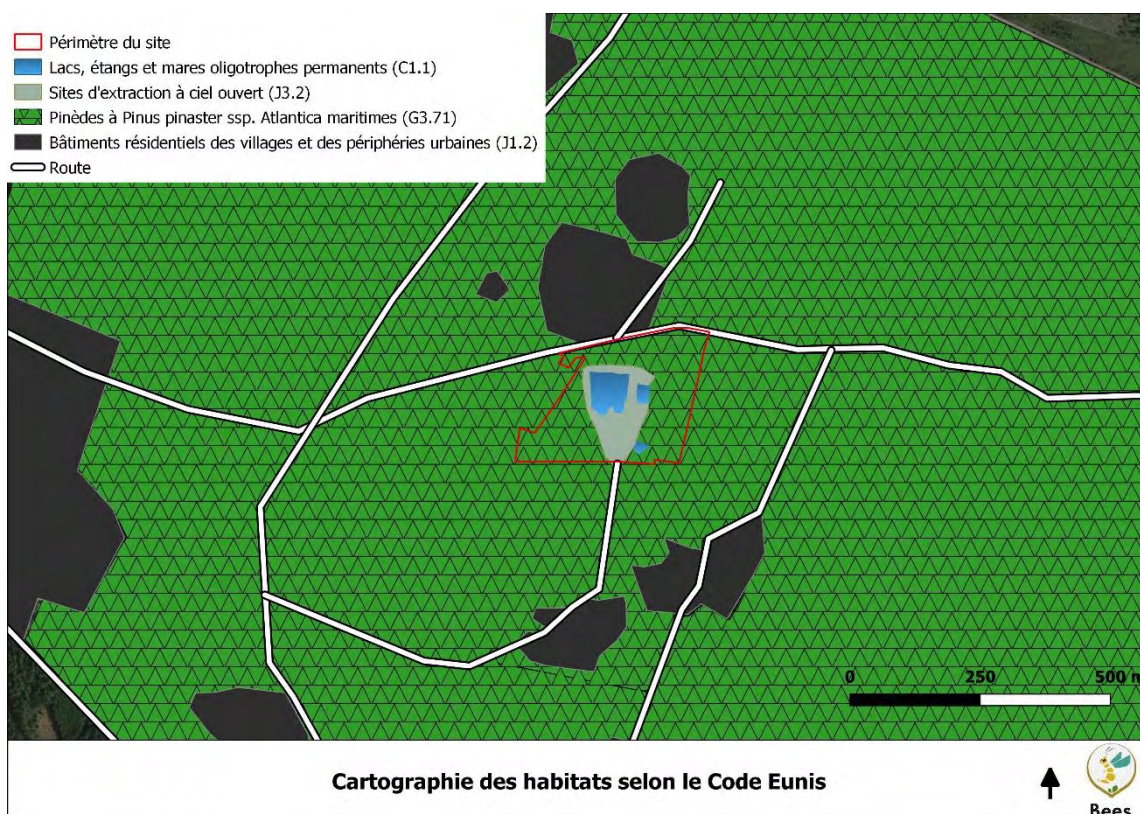 Périmètre du site
Lacs, étangs et mares oligotrophes permanents (C1.1)
Sites d'extraction à ciel ouvert (J3.2)
Pinèdes à Pinus pinaster ssp. Atlantica maritimes (G3.71)
Bâtiments résidentiels des villages et des périphéries urbaines (J1.2)
Route
0 250 500 m
Cartographie des habitats selon le Code Eunis
Bees